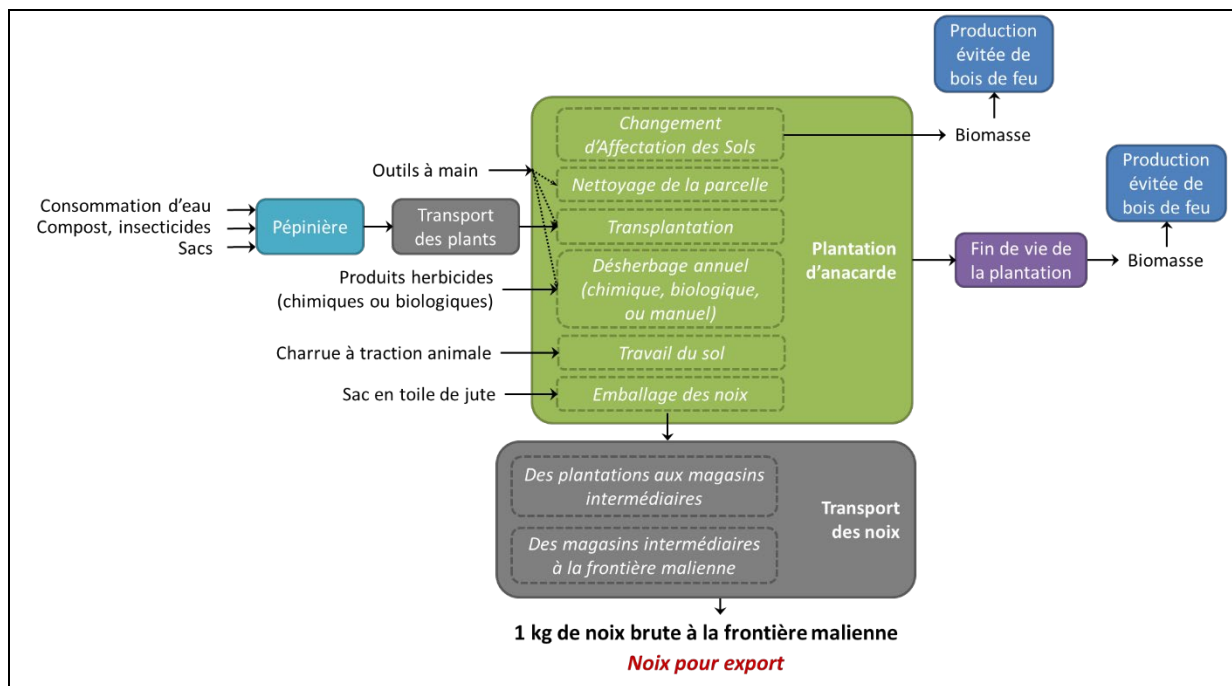 Production
évitée de
bois de feu
Changement
d'Affectation des Sols
Biomasse
Production
évitée de
bois de feu
Outils à main
Nettoyage de la parcelle
Consommation d'eau
Compost, insecticides
Sacs
Pépinière
Transport
des plants
Transplantation
Plantation
d'anacarde
Fin de vie de
la plantation
Biomasse
Produits herbicides
(chimiques ou biologiques)
Désherbage annuel
(chimique, biologique,
ou manuel)
Charrue à traction animale
Travail du sol
Sac en toile de jute
Emballage des noix
Des plantations aux magasins
intermédiaires
Transport
des noix
Des magasins intermédiaires
à la frontière malienne
1 kg de noix brute à la frontière malienne
Noix pour export